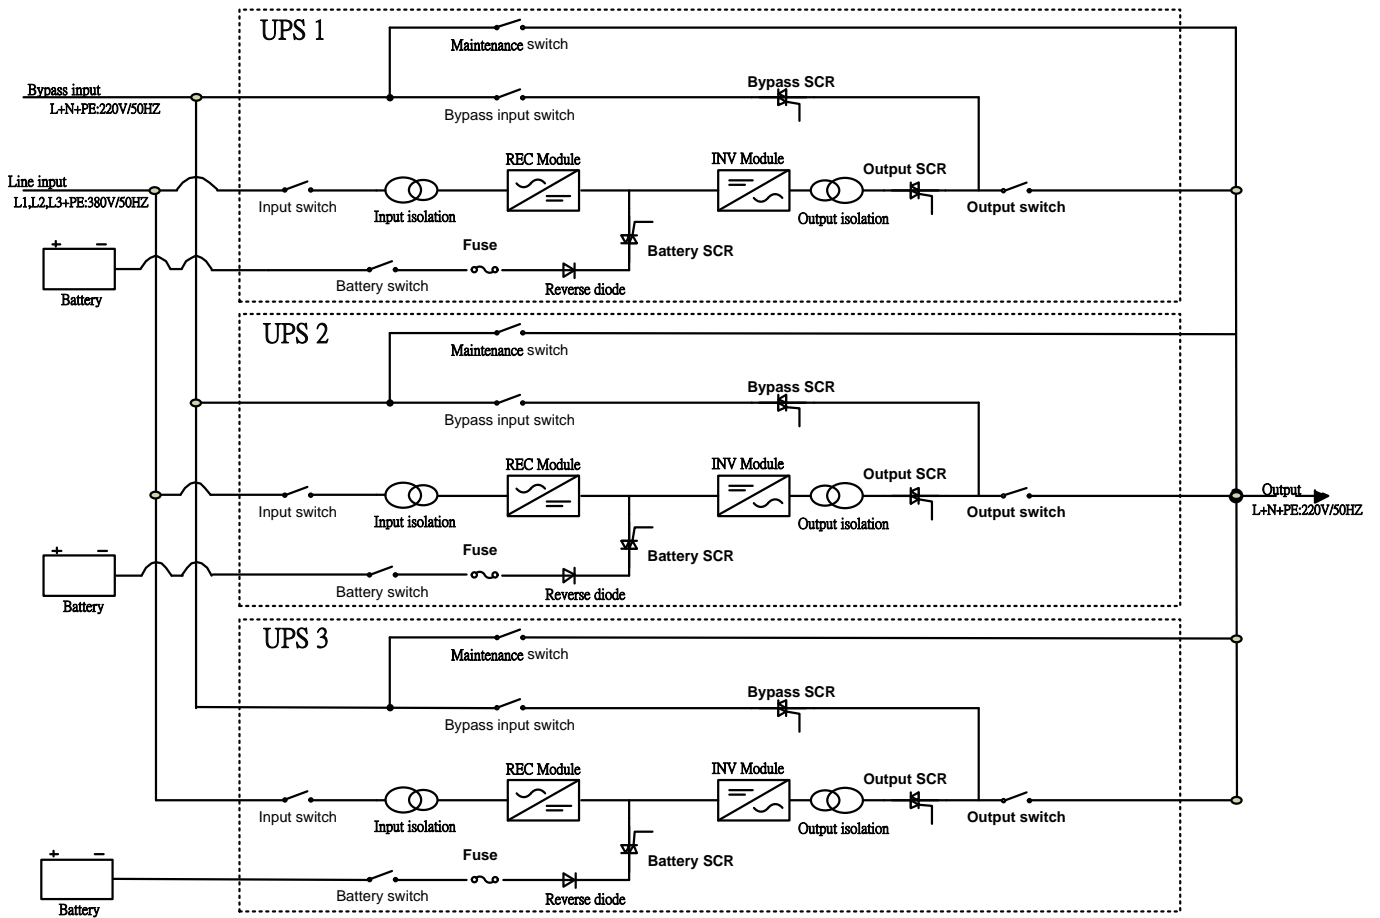 UPS 1
Maintenance switch
Bypass input
L+N+PE:220V/50HZ
Bypass SCR
Bypass input switch
REC Module
INV Module
Line input
L1,L2,L3+PE:380V/50HZ
Output SCR
Input switch
Input isolation
Output isolation
Output switch
+ −
Battery
Fuse
Battery SCR
Battery switch
Reverse diode
UPS 2
Maintenance switch
Bypass SCR
Bypass input switch
REC Module
INV Module
Output SCR
Input switch
Input isolation
Output isolation
Output switch
Output
L+N+PE:220V/50HZ
+ −
Battery
Fuse
Battery SCR
Battery switch
Reverse diode
UPS 3
Maintenance switch
Bypass SCR
Bypass input switch
REC Module
INV Module
Output SCR
Input switch
Input isolation
Output isolation
Output switch
+ −
Battery
Fuse
Battery SCR
Battery switch
Reverse diode